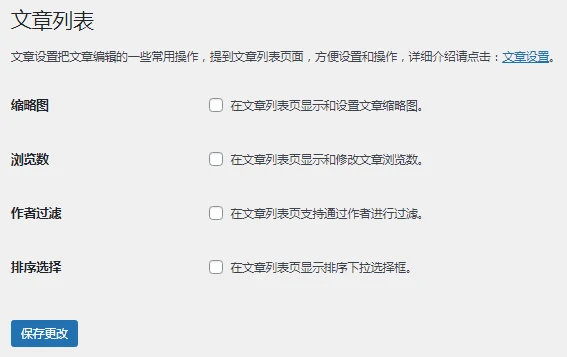 文章列表
文章设置把文章编辑的一些常用操作，提到文章列表页面，方便设置和操作，详细介绍请点击：文章设置。
缩略图 在文章列表页显示和设置文章缩略图。
浏览数 在文章列表页显示和修改文章浏览数。
作者过滤 在文章列表页支持通过作者进行过滤。
排序选择 在文章列表页显示排序下拉选择框。
保存更改